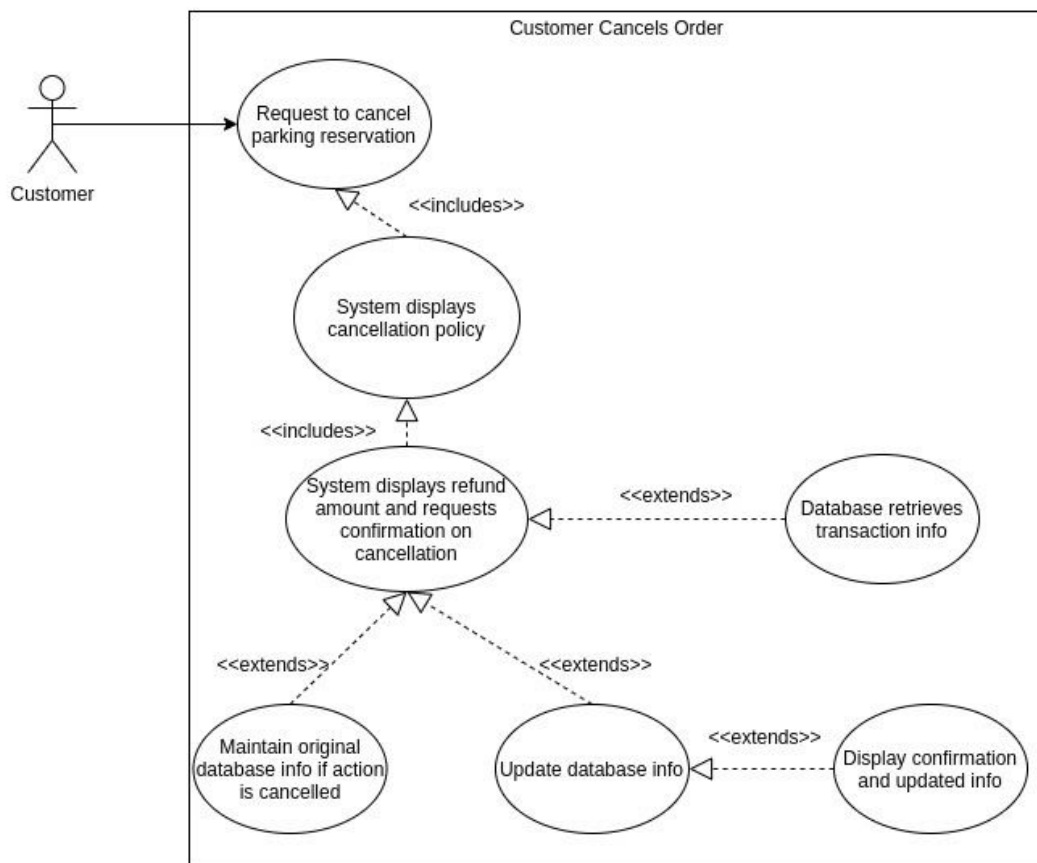 Customer Cancels Order
Request to cancel
parking reservation
Customer
<<includes>>
System displays
cancellation policy
<<includes>>
System displays refund
amount and requests
confirmation on
cancellation
<<extends>>
Database retrieves
transaction info
<<extends>>
<<extends>>
Maintain original
database info if action
is cancelled
Update database info
<<extends>>
Display confirmation
and updated info